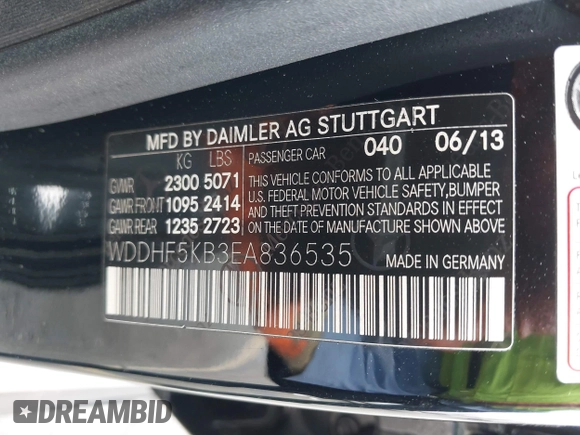 MFD BY DAIMLER AG STUTTGART
KG LBS PASSENGER CAR 040 06/13
GVWR 2300 5071 THIS VEHICLE CONFORMS TO ALL APPLICABLE
GAWR FRONT 1095 2414 U.S. FEDERAL MOTOR VEHICLE SAFETY, BUMPER
GAWR REAR 1235 2723 AND THEFT PREVENTION STANDARDS IN EFFECT
ON THE DATE OF MANUFACTURE SHOWN ABOVE
WDDHF5KB3EA836535 MADE IN GERMANY
DREAMBID